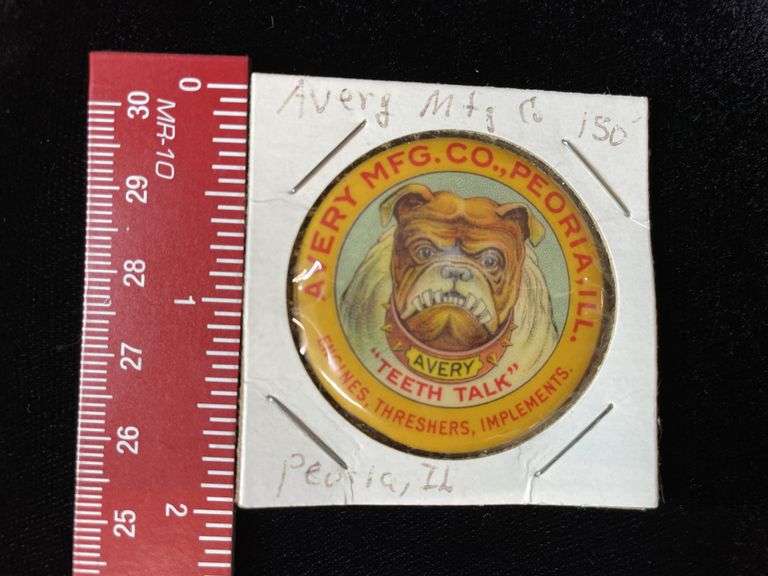 Avery Mfg Co 150
AVERY MFG. CO., PEORIA. ILL.
AVERY
"TEETH TALK"
ENGINES, THRESHERS, IMPLEMENTS.
Peoria, IL
MR-10
0
1
2
30
29
28
27
26
25